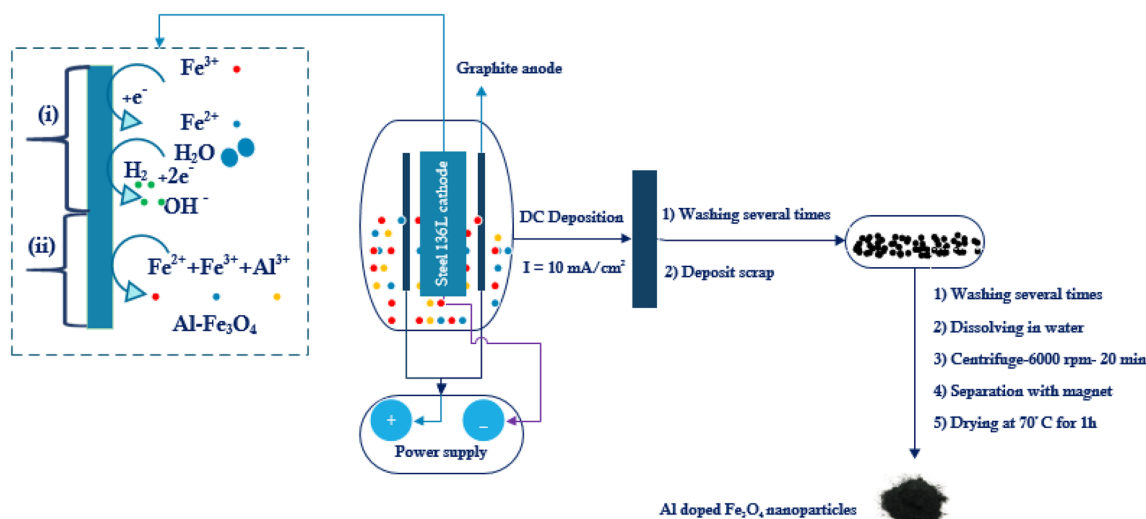 Fe³⁺
+e⁻
(i)
Fe²⁺
H₂O
H₂
+2e⁻
OH⁻
(ii)
Fe²⁺+Fe³⁺+Al³⁺
Al-Fe₃O₄
Graphite anode
Steel 136L cathode
+
–
Power supply
DC Deposition
I = 10 mA/cm²
1) Washing several times
2) Deposit scrap
1) Washing several times
2) Dissolving in water
3) Centrifuge-6000 rpm- 20 min
4) Separation with magnet
5) Drying at 70°C for 1h
Al doped Fe₃O₄ nanoparticles